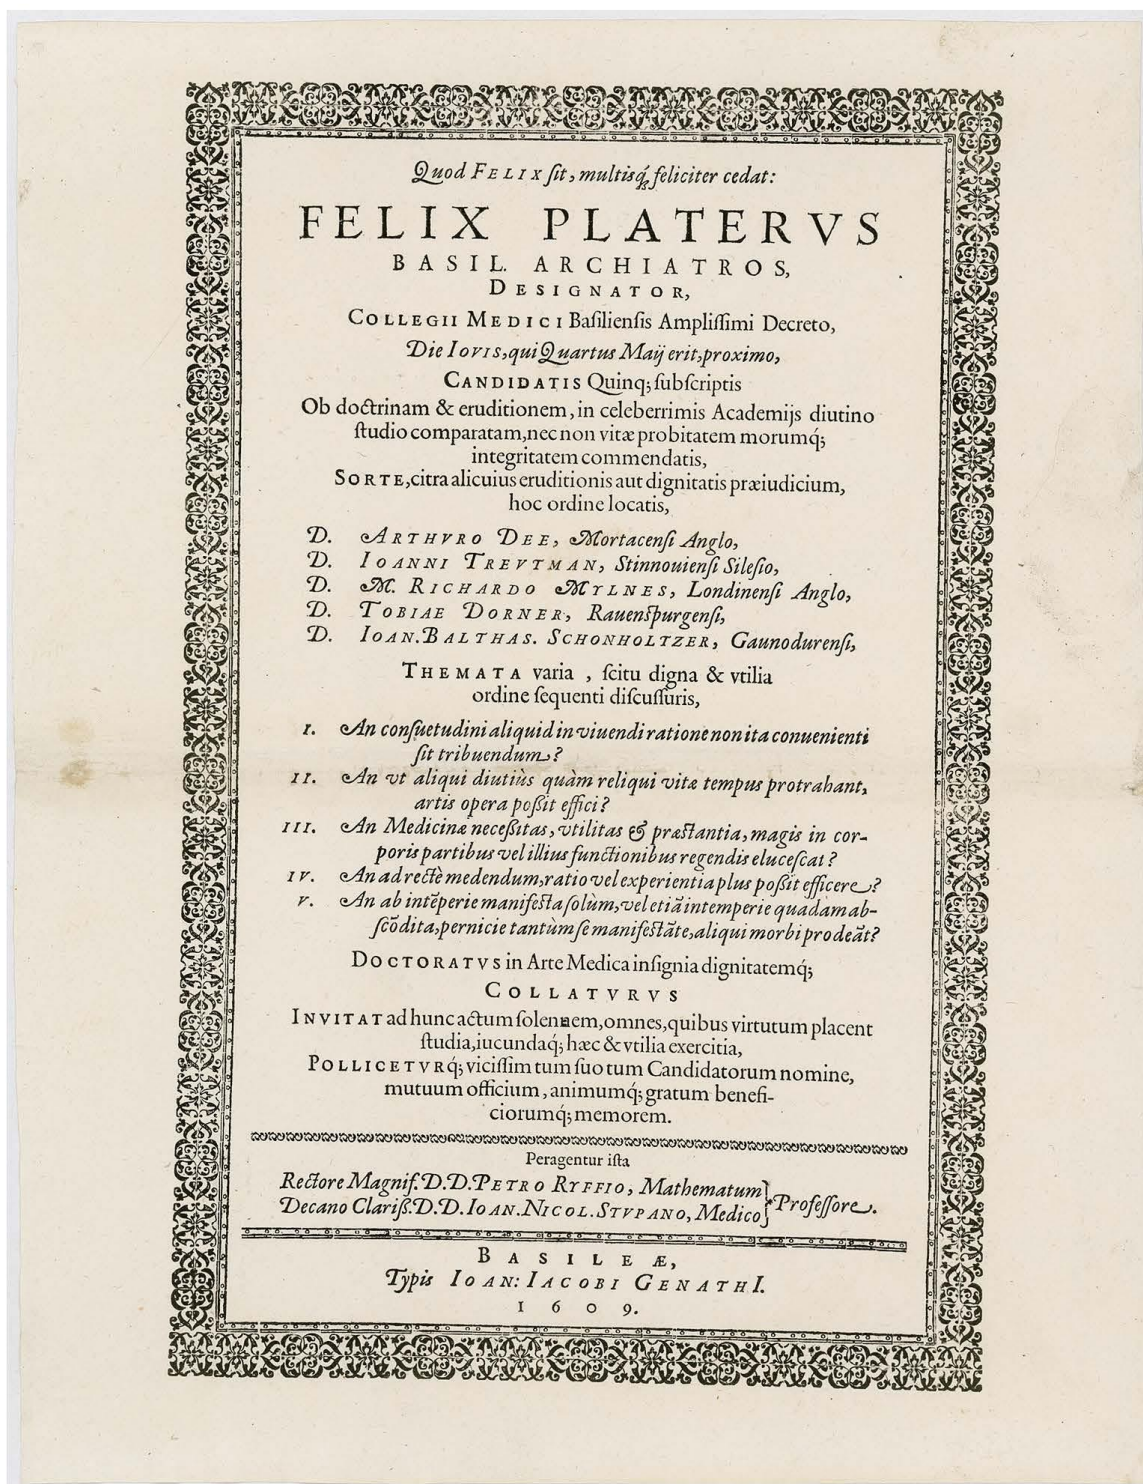 Quod FELIX ſit, multisq́; feliciter cedat:
FELIX PLATERVS
BASIL. ARCHIATROS,
DESIGNATOR,
COLLEGII MEDICI Baſilienſis Ampliſſimi Decreto,
Die IOVIS, qui Quartus Maij erit, proximo,
CANDIDATIS Quinq; ſubſcriptis
Ob doctrinam & eruditionem, in celeberrimis Academijs diutino
ſtudio comparatam, nec non vitæ probitatem morumq́;
integritatem commendatis,
SORTE, citra alicuius eruditionis aut dignitatis præiudicium,
hoc ordine locatis,
D. ARTHVRO DEE, Mortacenſi Anglo,
D. IOANNI TREVTMAN, Stinnouienſi Sileſio,
D. M. RICHARDO MYLNES, Londinenſi Anglo,
D. TOBIAE DORNER, Rauenſpurgenſi,
D. IOAN. BALTHAS. SCHONHOLTZER, Gaunodurenſi,
THEMATA varia, ſcitu digna & vtilia
ordine ſequenti diſcuſſuris,
I. An conſuetudini aliquid in viuendi ratione non ita conuenienti
ſit tribuendum?
II. An vt aliqui diutiùs quàm reliqui vitæ tempus protrahant,
artis opera poßit effici?
III. An Medicinæ neceßitas, vtilitas & præſtantia, magis in cor-
poris partibus vel illius functionibus regendis eluceſcat?
IV. An ad rectè medendum, ratio vel experientia plus poßit efficere?
V. An ab intẽperie manifeſta ſolùm, vel etiã intemperie quadam ab-
ſcõdita, pernicie tantùm ſe manifeſtãte, aliqui morbi prodeãt?
DOCTORATVS in Arte Medica inſignia dignitatemq́;
COLLATVRVS
INVITAT ad hunc actum ſolennem, omnes, quibus virtutum placent
ſtudia, iucundaq́; hæc & vtilia exercitia,
POLLICETVRq́; viciſſim tum ſuo tum Candidatorum nomine,
mutuum officium, animumq́; gratum benefi-
ciorumq́; memorem.
Peragentur iſta
Rectore Magnif. D. D. PETRO RYFFIO, Mathematum
Decano Clariß. D. D. IOAN. NICOL. STVPANO, Medico } Profeſſore.
BASILEÆ,
Typis IOAN: IACOBI GENATHI.
1609.